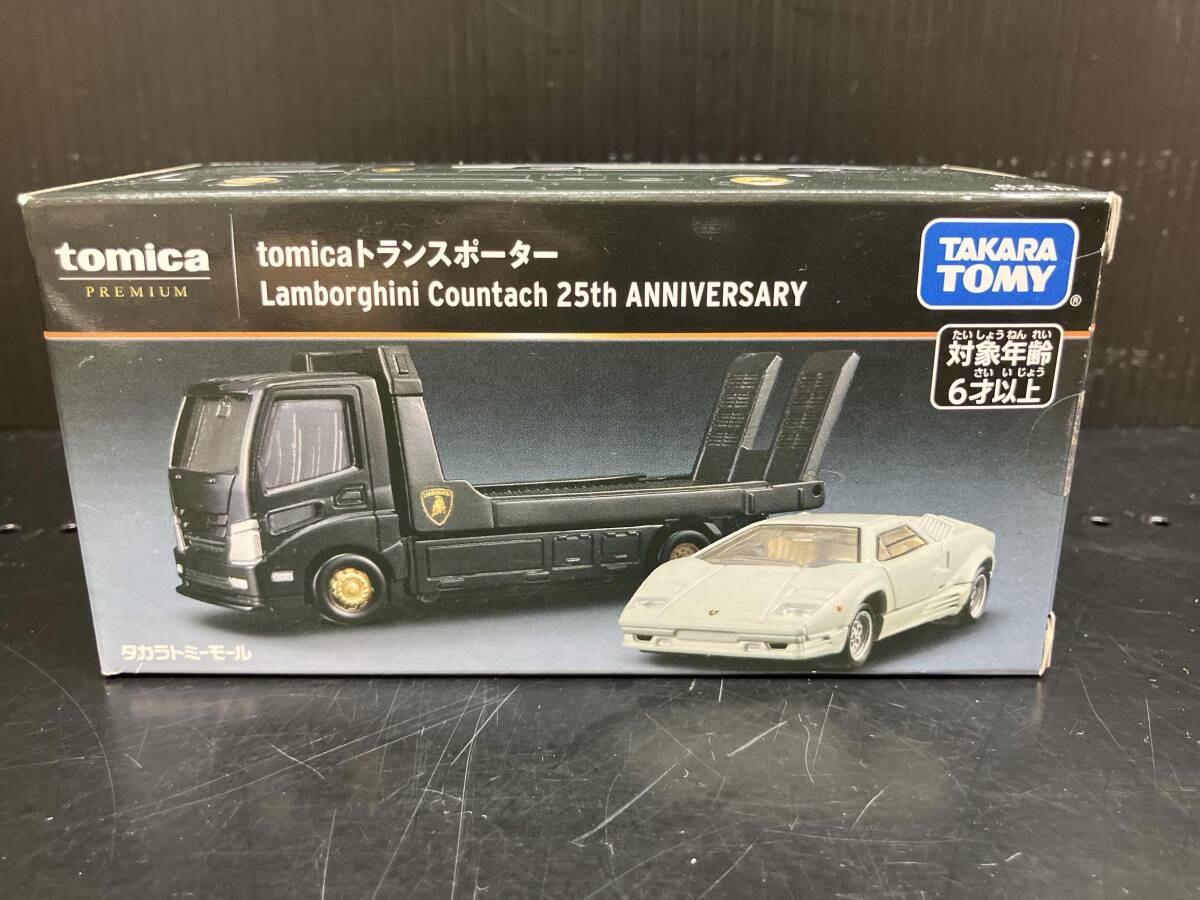 tomica
PREMIUM
tomicaトランスポーター
Lamborghini Countach 25th ANNIVERSARY
TAKARA
TOMY
®
たいしょうねんれい
対象年齢
さいいじょう
6才以上
LAMBORGHINI
タカラトミーモール